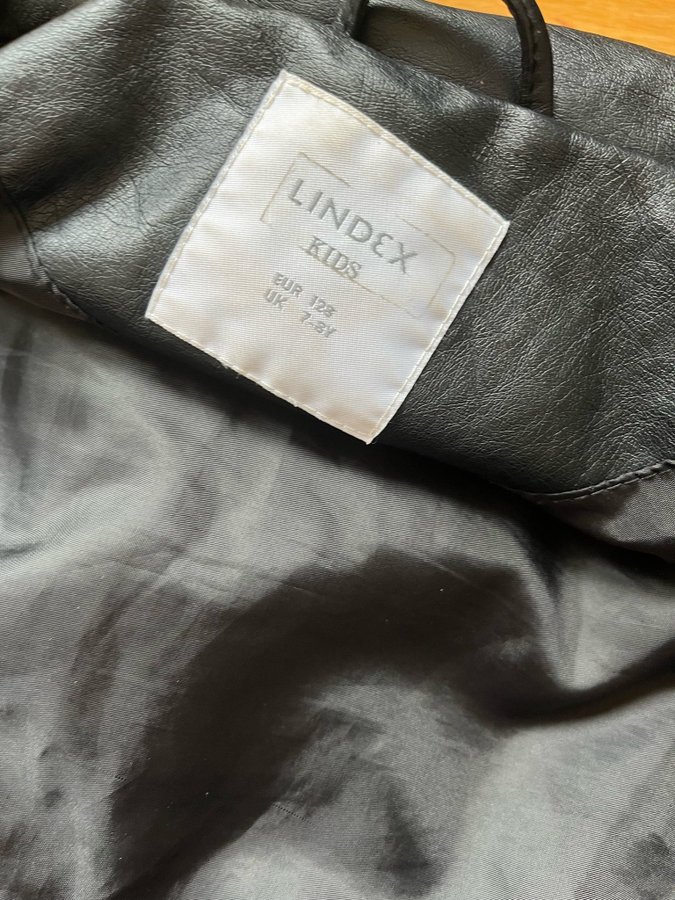 LINDEX
KIDS
EUR 128
UK 7-8Y